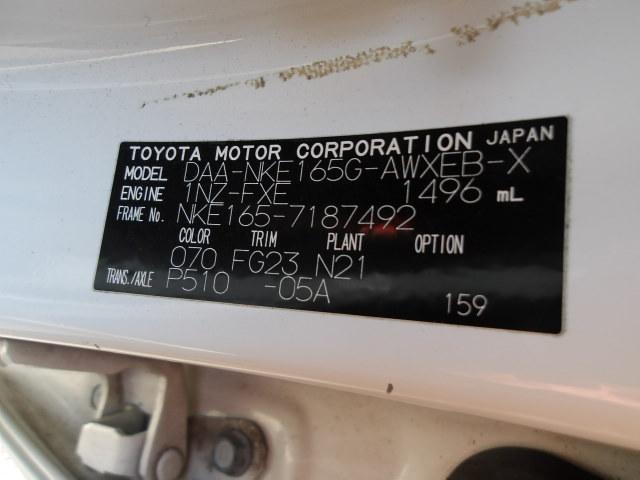 TOYOTA MOTOR CORPORATION JAPAN
MODEL DAA-NKE165G-AWXEB-X
ENGINE 1NZ-FXE 1496 mL
FRAME No. NKE165-7187492
COLOR TRIM PLANT OPTION
070 FG23 N21
TRANS./AXLE P510 -05A
159